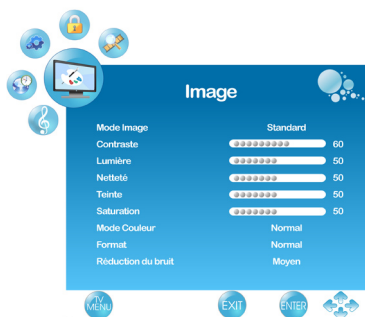 Image
Mode Image Standard
Contraste 60
Lumière 50
Netteté 50
Teinte 50
Saturation 50
Mode Couleur Normal
Format Normal
Réduction du bruit Moyen
TV MENU EXIT ENTER